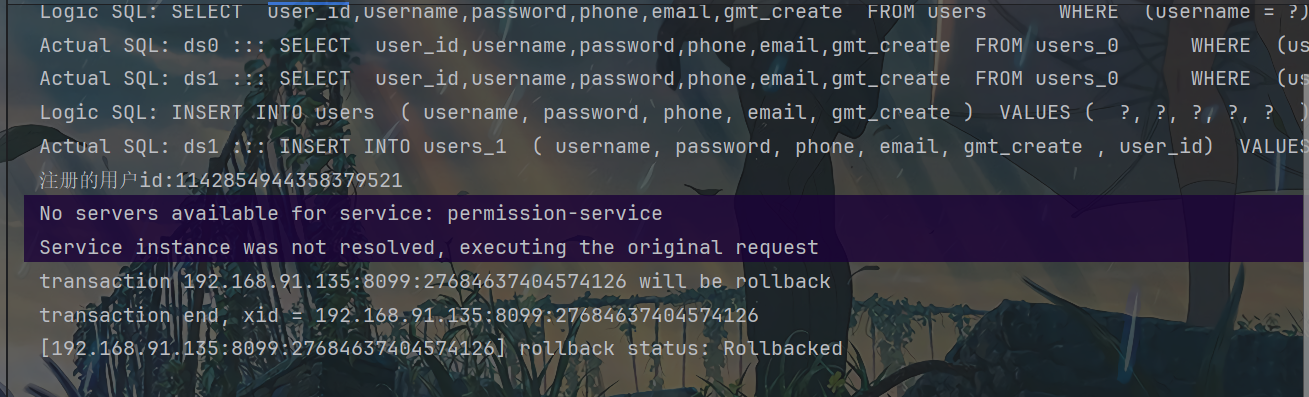 Logic SQL: SELECT  user_id,username,password,phone,email,gmt_create  FROM users      WHERE  (username = ?)
Actual SQL: ds0 ::: SELECT  user_id,username,password,phone,email,gmt_create  FROM users_0      WHERE  (us
Actual SQL: ds1 ::: SELECT  user_id,username,password,phone,email,gmt_create  FROM users_0      WHERE  (us
Logic SQL: INSERT INTO users  ( username, password, phone, email, gmt_create )  VALUES (  ?, ?, ?, ?, ?  )
Actual SQL: ds1 ::: INSERT INTO users_1  ( username, password, phone, email, gmt_create , user_id)  VALUES
注册的用户id:1142854944358379521
No servers available for service: permission-service
Service instance was not resolved, executing the original request
transaction 192.168.91.135:8099:27684637404574126 will be rollback
transaction end, xid = 192.168.91.135:8099:27684637404574126
[192.168.91.135:8099:27684637404574126] rollback status: Rollbacked